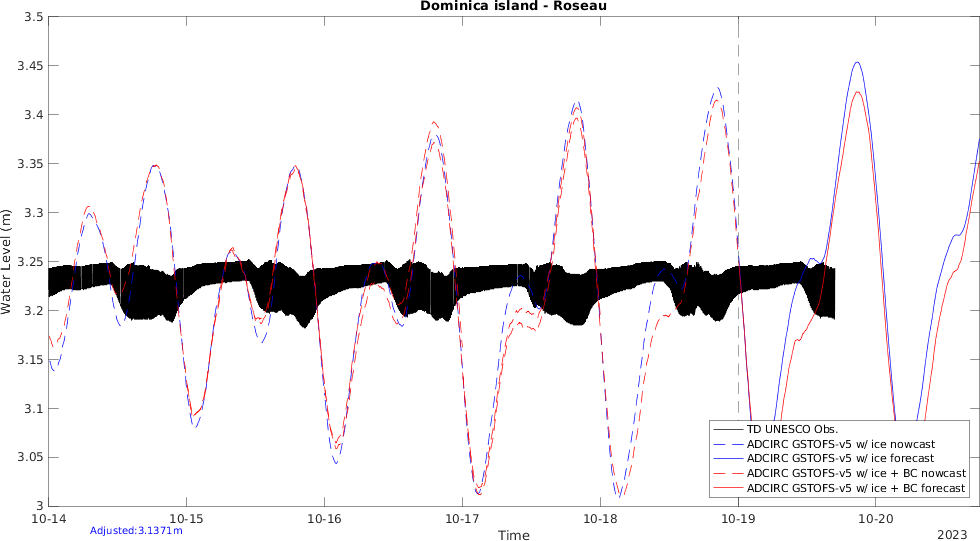 Dominica island - Roseau
3.5
3.45
3.4
3.35
3.3
3.25
3.2
3.15
3.1
3.05
3
Water Level (m)
TD UNESCO Obs.
ADCIRC GSTOFS-v5 w/ ice nowcast
ADCIRC GSTOFS-v5 w/ ice forecast
ADCIRC GSTOFS-v5 w/ ice + BC nowcast
ADCIRC GSTOFS-v5 w/ ice + BC forecast
10-14 10-15 10-16 10-17 10-18 10-19 10-20
Adjusted:3.1371m
Time
2023